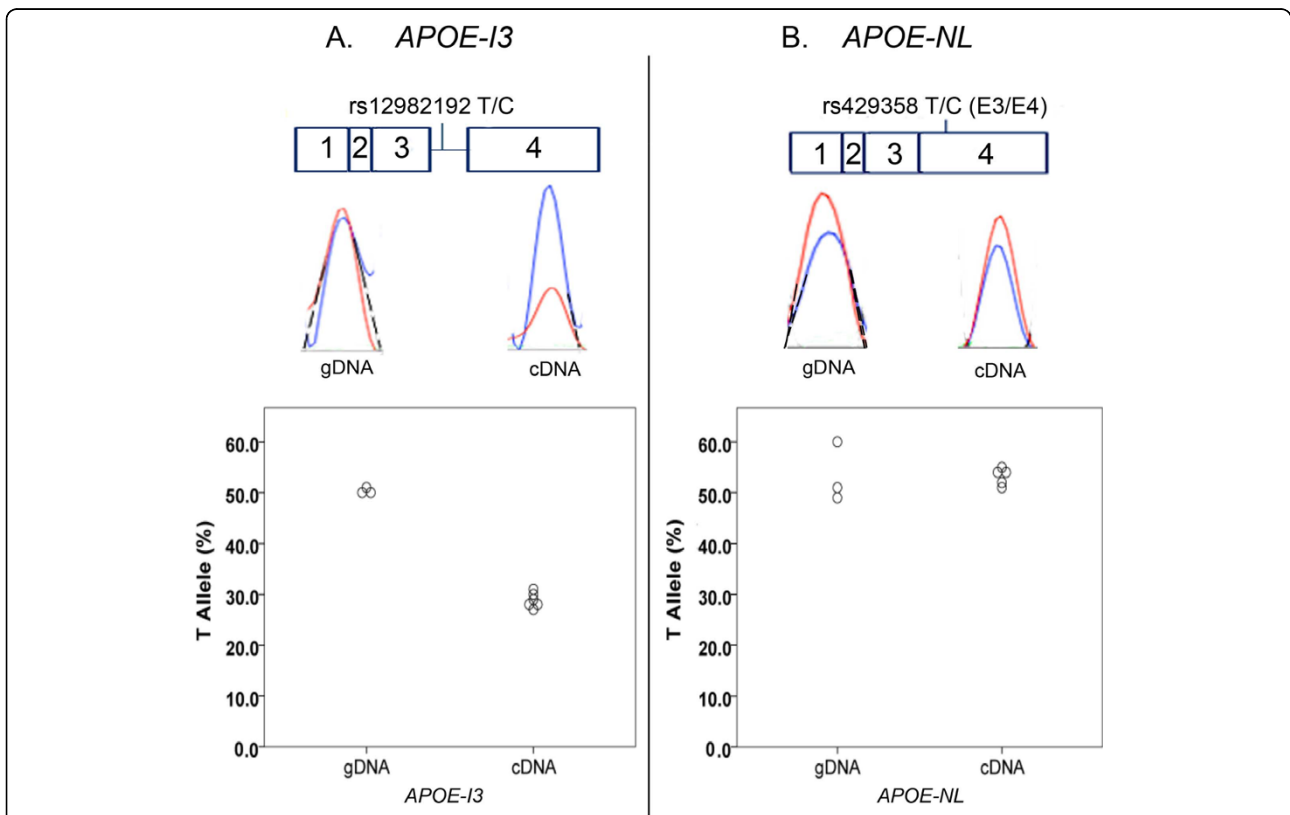 A. APOE-I3
rs12982192 T/C
1 2 3 4
gDNA cDNA
T Allele (%)
60.0
50.0
40.0
30.0
20.0
10.0
0.0
gDNA cDNA
APOE-I3
B. APOE-NL
rs429358 T/C (E3/E4)
1 2 3 4
gDNA cDNA
T Allele (%)
60.0
50.0
40.0
30.0
20.0
10.0
0.0
gDNA cDNA
APOE-NL